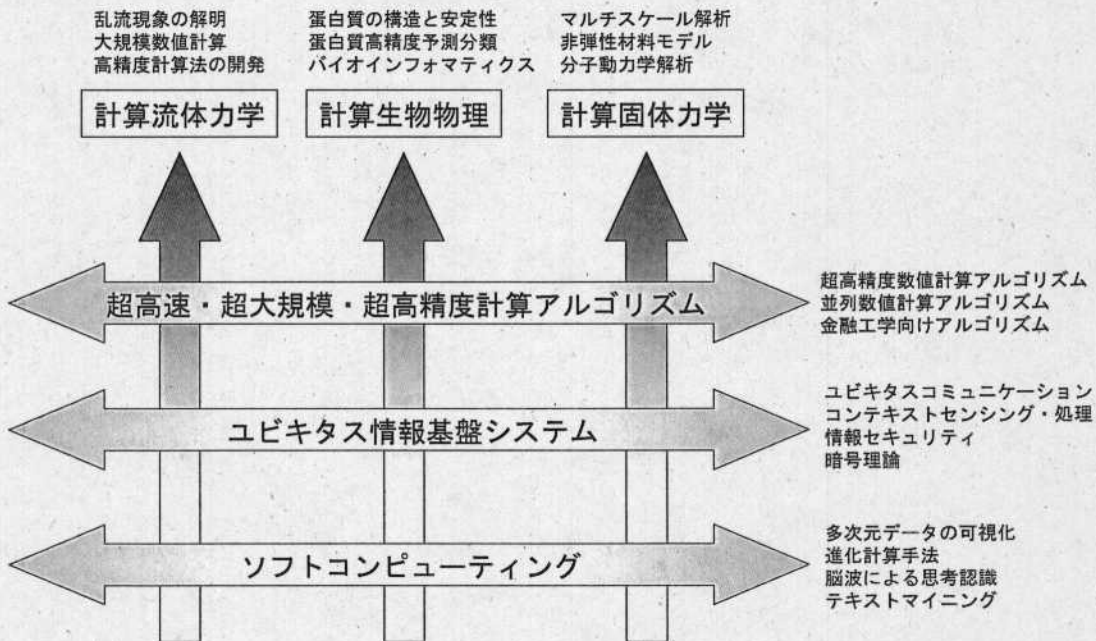 乱流現象の解明
大規模数値計算
高精度計算法の開発
計算流体力学
蛋白質の構造と安定性
蛋白質高精度予測分類
バイオインフォマティクス
計算生物物理
マルチスケール解析
非弾性材料モデル
分子動力学解析
計算固体力学
超高速・超大規模・超高精度計算アルゴリズム
超高精度数値計算アルゴリズム
並列数値計算アルゴリズム
金融工学向けアルゴリズム
ユビキタス情報基盤システム
ユビキタスコミュニケーション
コンテキストセンシング・処理
情報セキュリティ
暗号理論
ソフトコンピューティング
多次元データの可視化
進化計算手法
脳波による思考認識
テキストマイニング